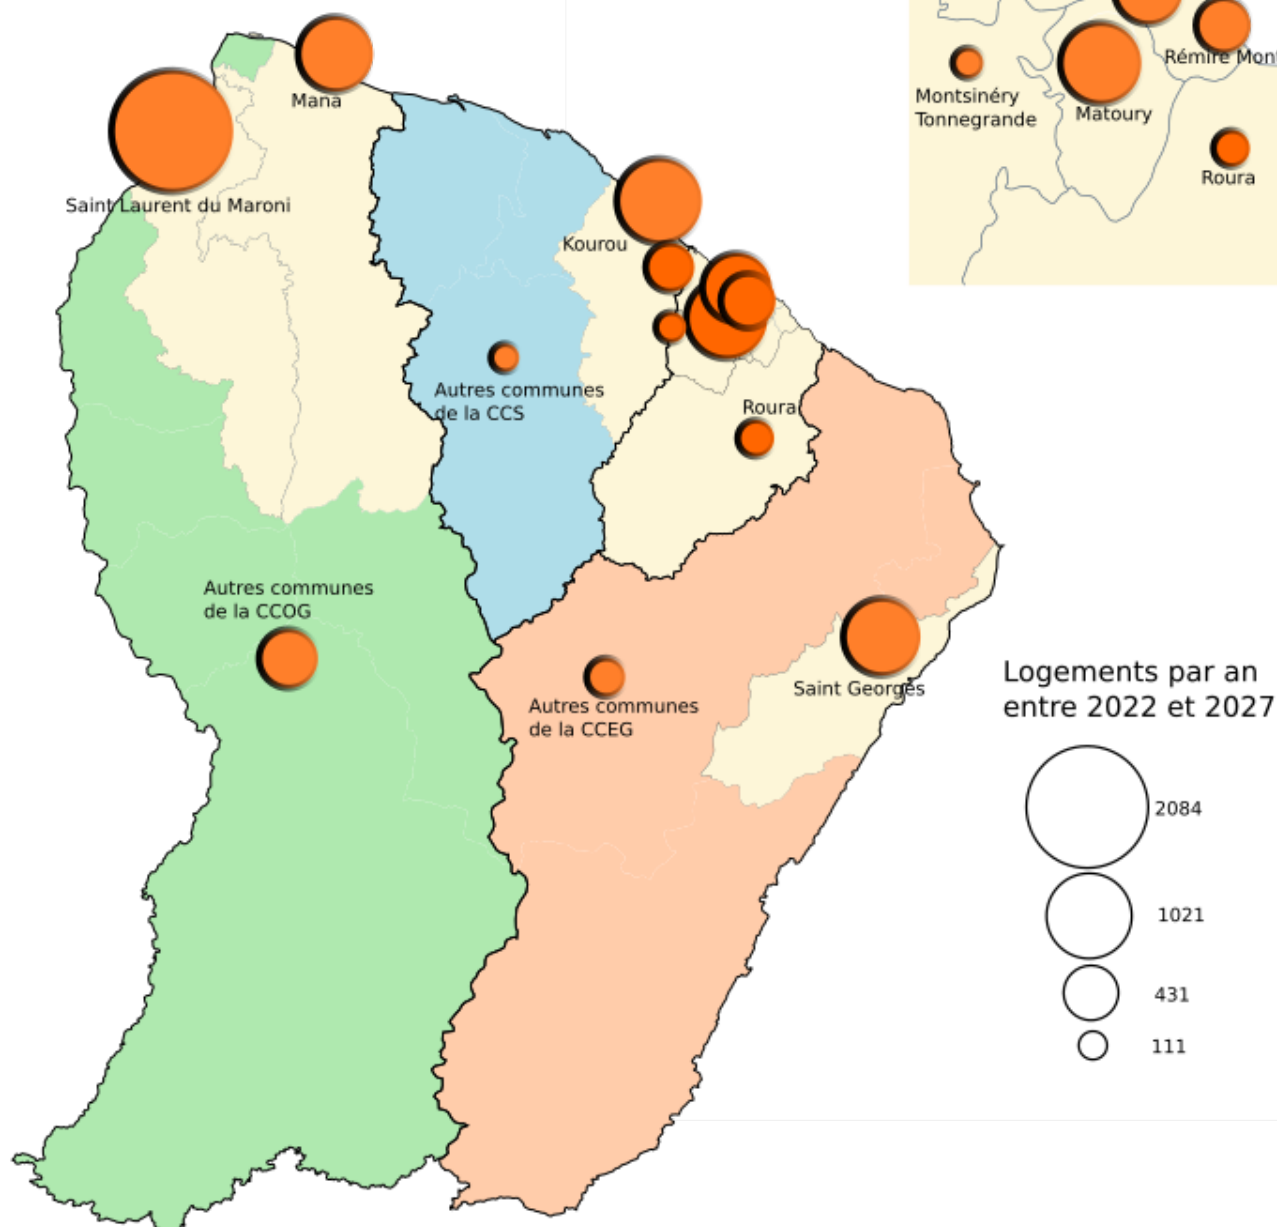 Mana
Saint Laurent du Maroni
Kourou
Autres communes
de la CCS
Roura
Autres communes
de la CCOG
Autres communes
de la CCEG
Saint Georges
Rémire Mont
Montsinéry
Tonnegrande
Matoury
Roura
Logements par an
entre 2022 et 2027
2084
1021
431
111